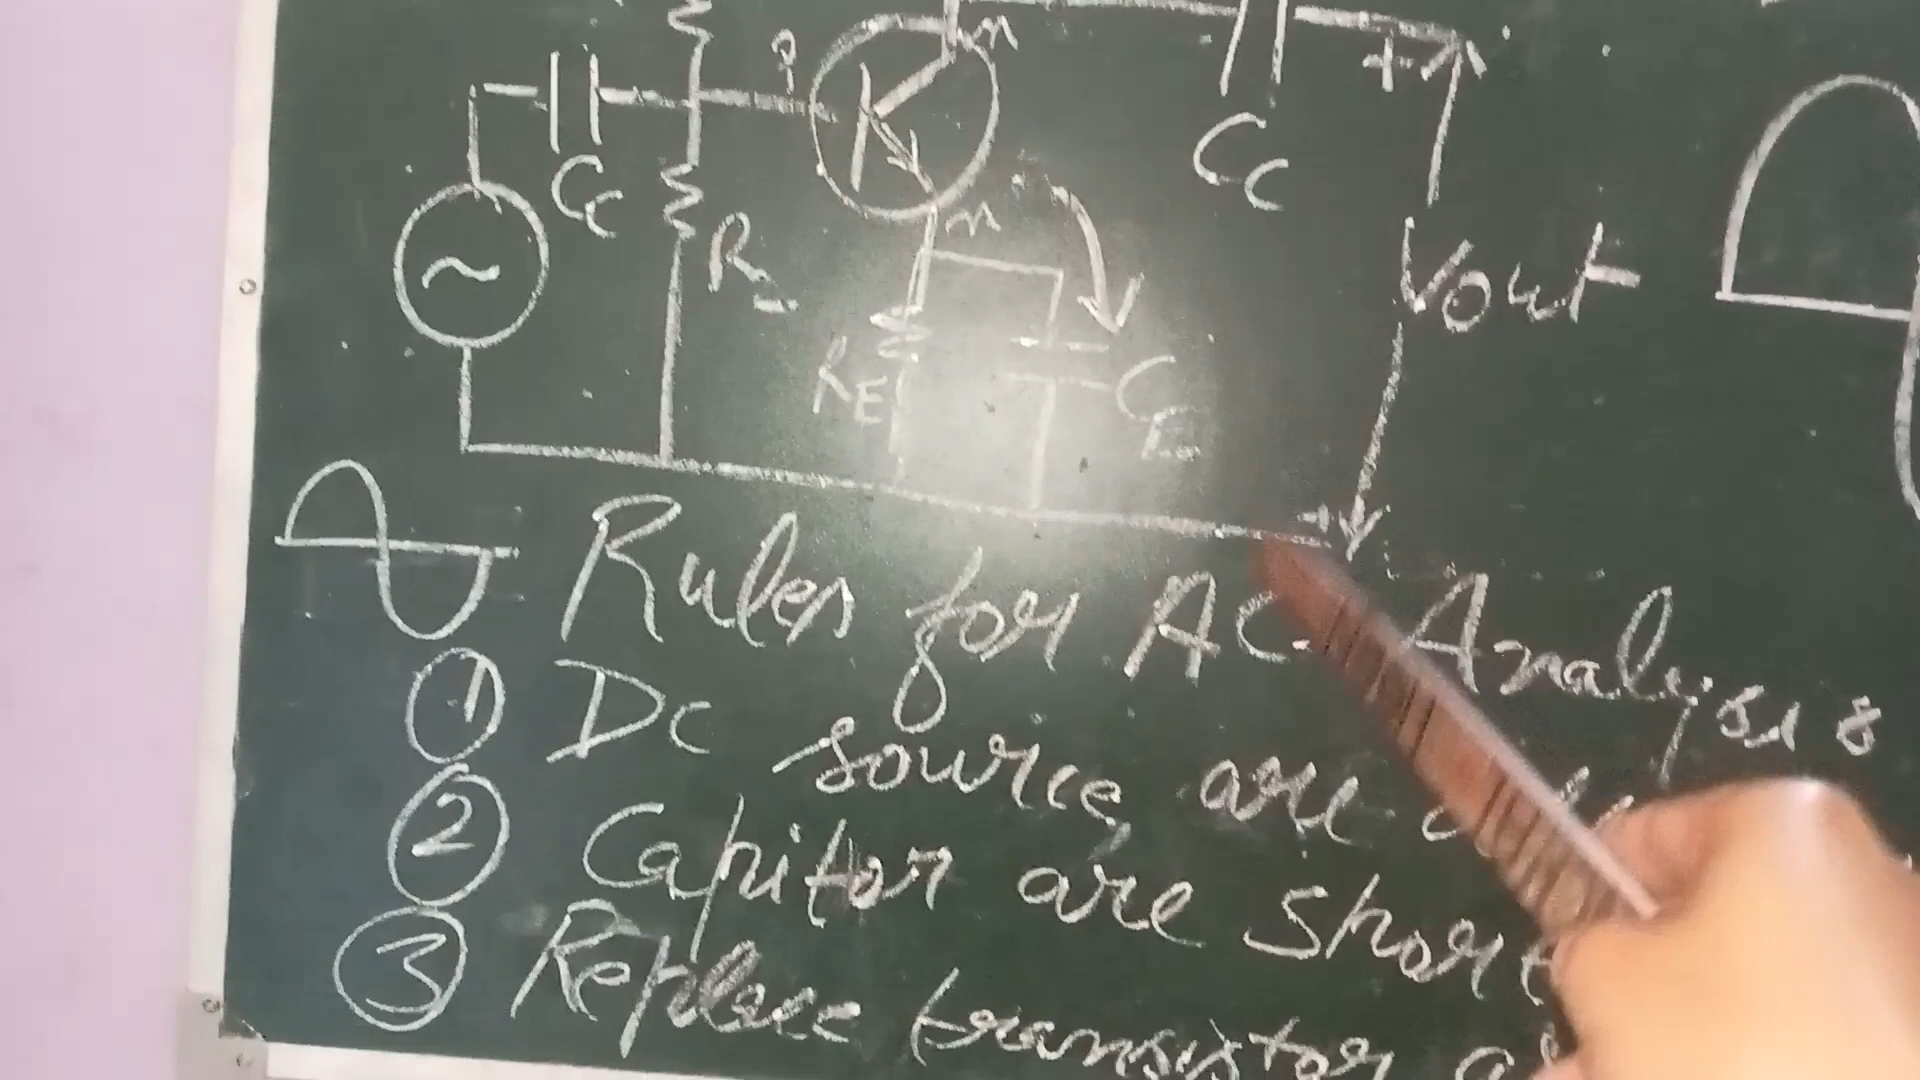 P n
+
Cc
Cc
n
R2
Vout
RE
CE
Rules for AC Analysis
① DC source are
② Capitor are short
③ Replace transistor